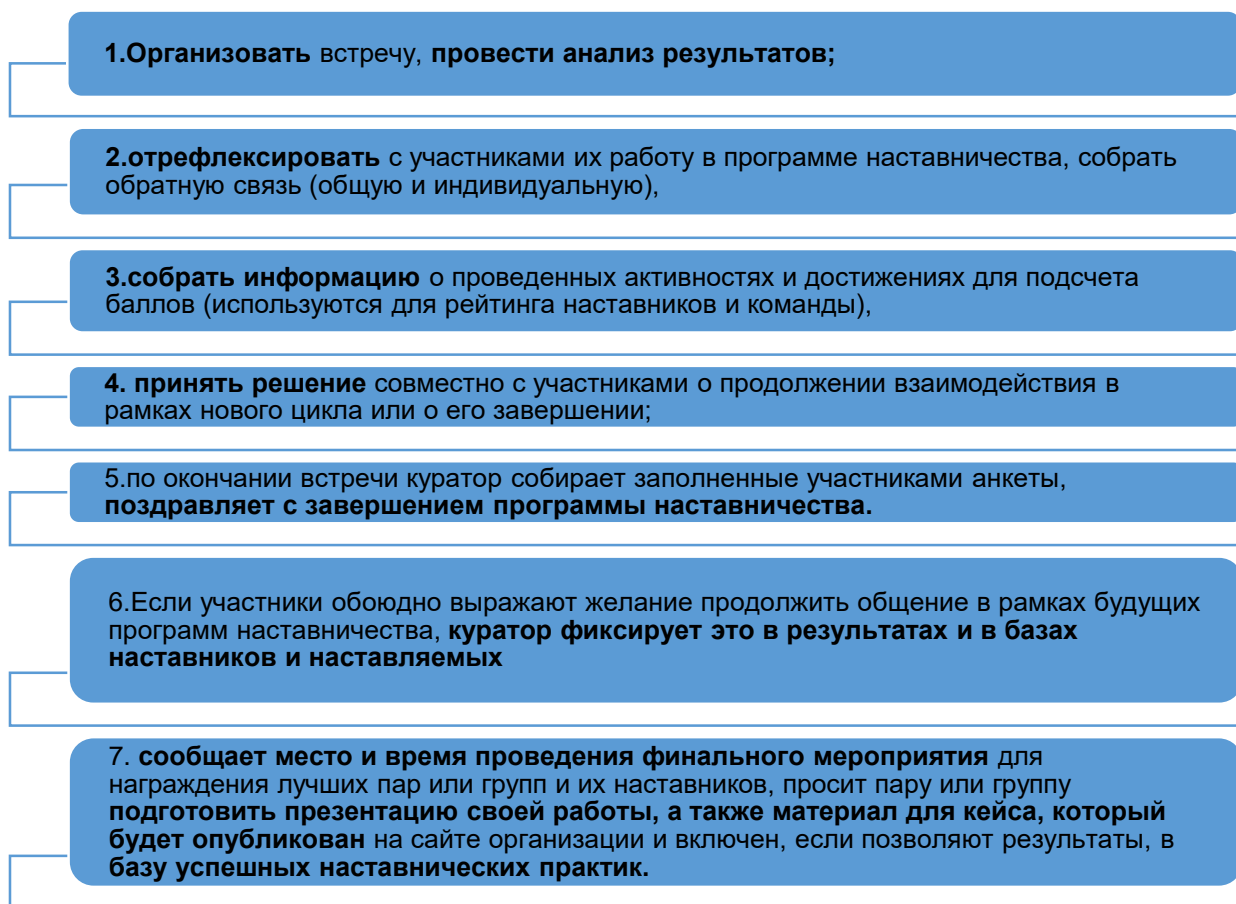 1.Организовать встречу, провести анализ результатов;
2.отрефлексировать с участниками их работу в программе наставничества, собрать
обратную связь (общую и индивидуальную),
3.собрать информацию о проведенных активностях и достижениях для подсчета
баллов (используются для рейтинга наставников и команды),
4. принять решение совместно с участниками о продолжении взаимодействия в
рамках нового цикла или о его завершении;
5.по окончании встречи куратор собирает заполненные участниками анкеты,
поздравляет с завершением программы наставничества.
6.Если участники обоюдно выражают желание продолжить общение в рамках будущих
программ наставничества, куратор фиксирует это в результатах и в базах
наставников и наставляемых
7. сообщает место и время проведения финального мероприятия для
награждения лучших пар или групп и их наставников, просит пару или группу
подготовить презентацию своей работы, а также материал для кейса, который
будет опубликован на сайте организации и включен, если позволяют результаты, в
базу успешных наставнических практик.